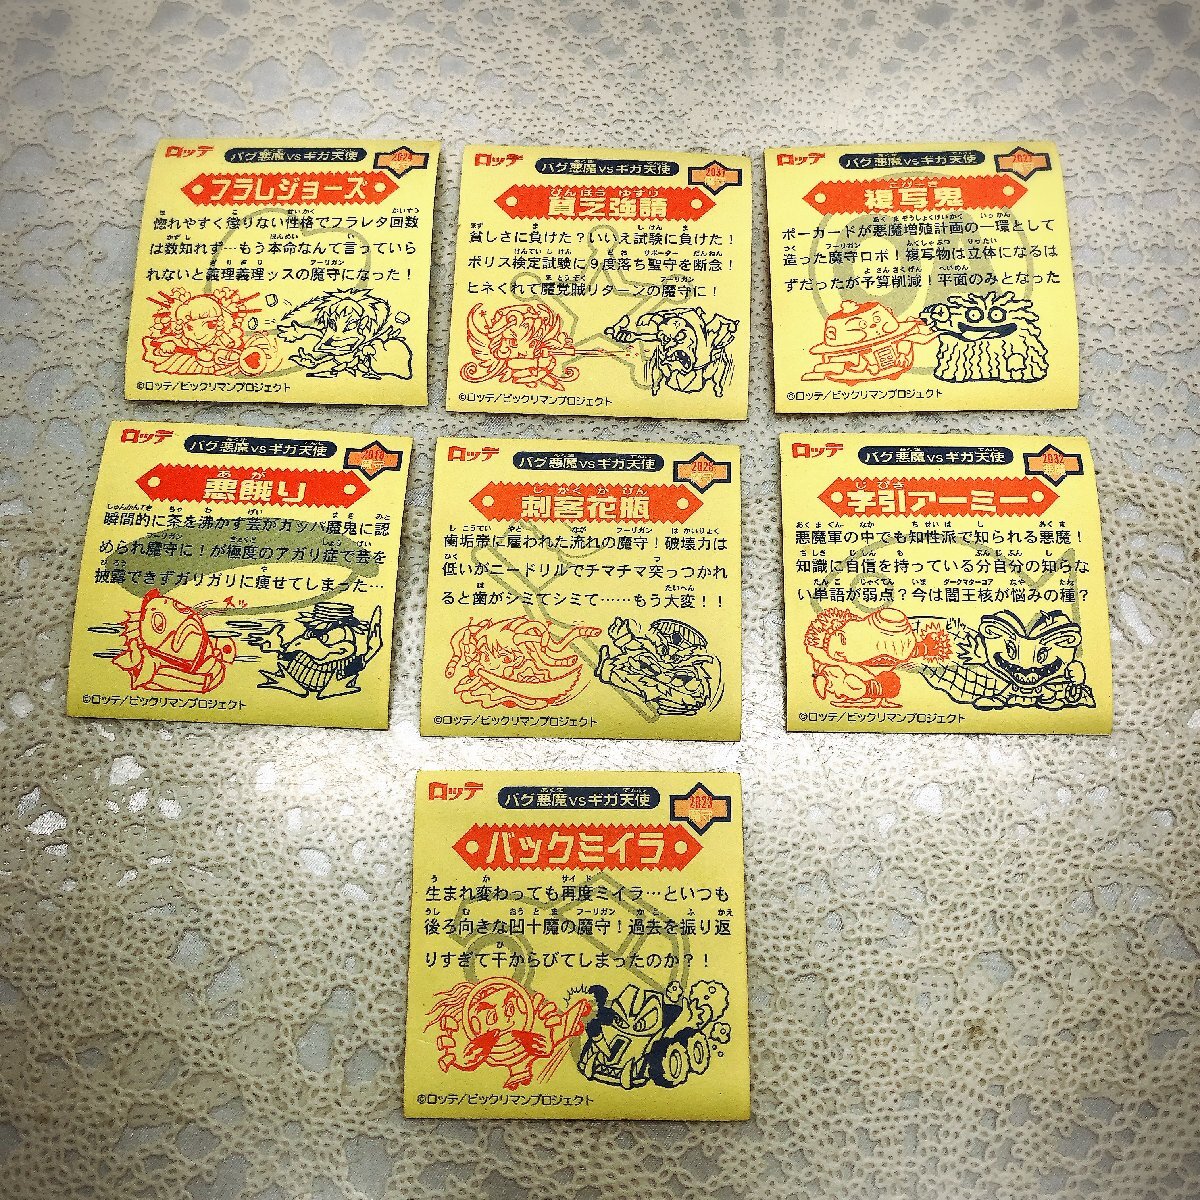 ロッテ
バグ悪魔vsギガ天使
2024
フラレジョーズ
惚れやすく懲りない性格でフラレタ回数
は数知れず…もう本命なんて言っていら
れないと義理義理ッスの魔守になった!
©ロッテ/ビックリマンプロジェクト
ロッテ
バグ悪魔vsギガ天使
2031
びんぼうゆすり
貧乏強請
貧しさに負けた?いいえ試験に負けた!
ポリス検定試験に9度落ち聖守を断念!
ヒネくれて魔覚賊リターンの魔守に!
©ロッテ/ビックリマンプロジェクト
ロッテ
バグ悪魔vsギガ天使
2027
複写鬼
ポーカードが悪魔増殖計画の一環として
造った魔守ロボ!複写物は立体になるは
ずだったが予算削減!平面のみとなった
©ロッテ/ビックリマンプロジェクト
ロッテ
バグ悪魔vsギガ天使
悪餓り
瞬間的に茶を沸かす芸がガッパ魔鬼に認
められ魔守に!が極度のアガリ症で芸を
披露できずガリガリに痩せてしまった…
スッ
©ロッテ/ビックリマンプロジェクト
ロッテ
バグ悪魔vsギガ天使
2028
しかくかびん
刺客花瓶
歯垢帝に雇われた流れの魔守!破壊力は
低いがニードリルでチマチマ突っつかれ
ると歯がシミてシミて……もう大変!!
©ロッテ/ビックリマンプロジェクト
ロッテ
バグ悪魔vsギガ天使
2032
じびき
字引アーミー
悪魔軍の中でも知性派で知られる悪魔!
知識に自信を持っている分自分の知らな
い単語が弱点?今は闇王核が悩みの種?
©ロッテ/ビックリマンプロジェクト
ロッテ
バグ悪魔vsギガ天使
2023
バックミイラ
生まれ変わっても再度ミイラ…といつも
後ろ向きな凹十魔の魔守!過去を振り返
りすぎて干からびてしまったのか?!
©ロッテ/ビックリマンプロジェクト